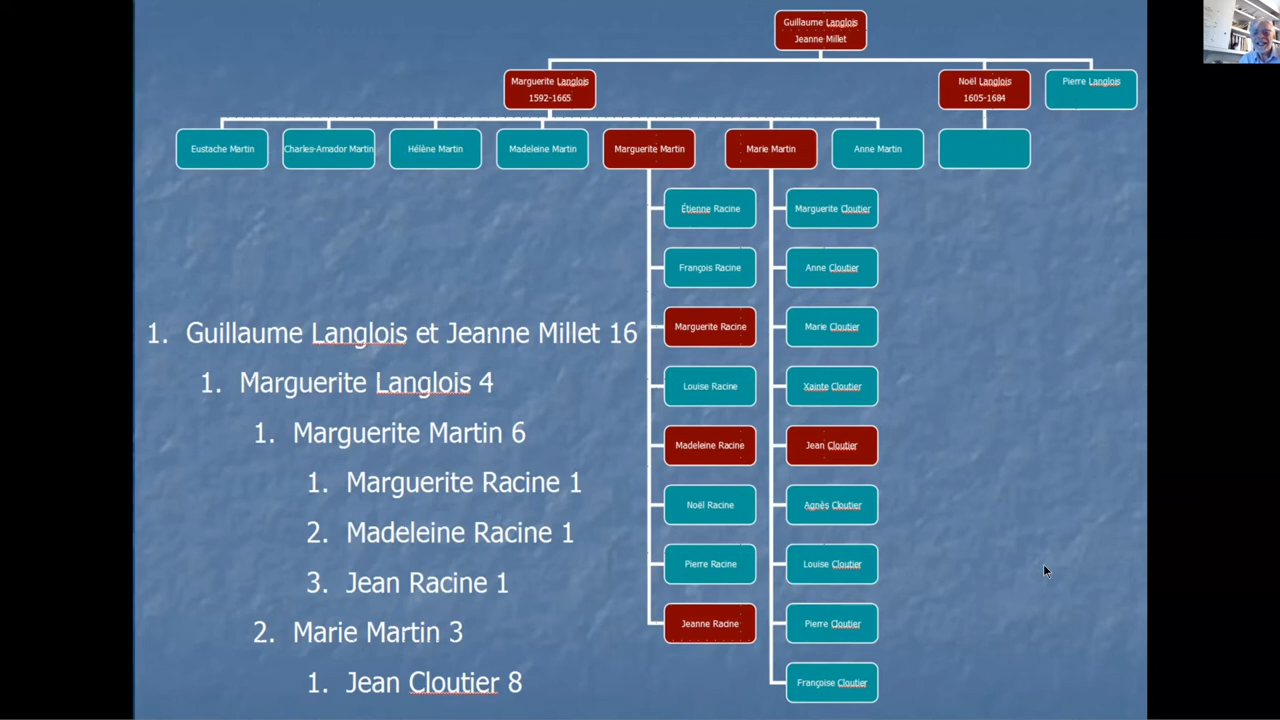 Guillaume Langlois
Jeanne Millet
Marguerite Langlois
1592-1665
Noël Langlois
1605-1684
Pierre Langlois
Eustache Martin
Charles-Amador Martin
Hélène Martin
Madeleine Martin
Marguerite Martin
Marie Martin
Anne Martin
Étienne Racine
Marguerite Cloutier
François Racine
Anne Cloutier
Marguerite Racine
Marie Cloutier
Louise Racine
Xainte Cloutier
Madeleine Racine
Jean Cloutier
Noël Racine
Agnès Cloutier
Pierre Racine
Louise Cloutier
Jeanne Racine
Pierre Cloutier
Françoise Cloutier
1. Guillaume Langlois et Jeanne Millet 16
1. Marguerite Langlois 4
1. Marguerite Martin 6
1. Marguerite Racine 1
2. Madeleine Racine 1
3. Jean Racine 1
2. Marie Martin 3
1. Jean Cloutier 8